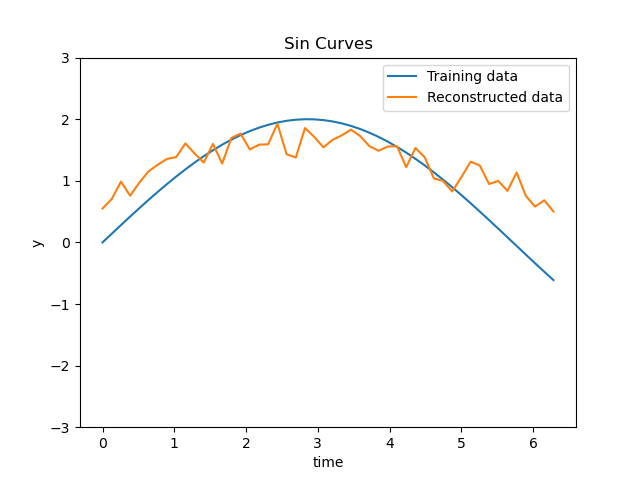 Sin Curves
Training data
Reconstructed data
3
2
1
0
−1
−2
−3
y
0 1 2 3 4 5 6
time